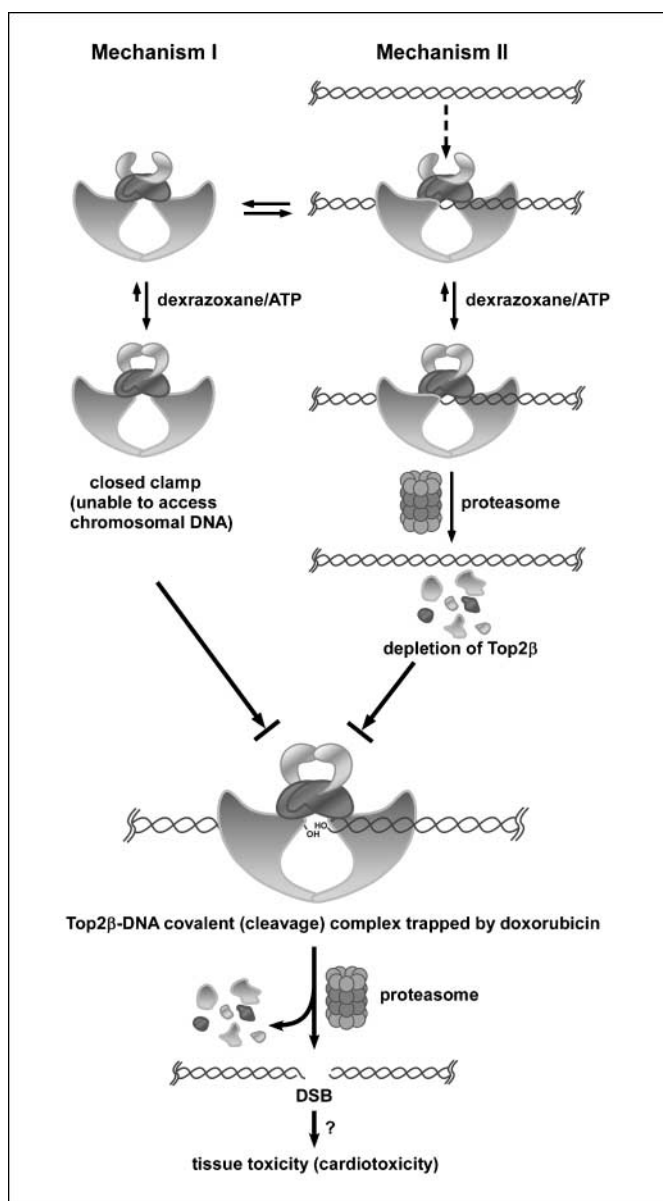 Mechanism I
Mechanism II
dexrazoxane/ATP
dexrazoxane/ATP
closed clamp
(unable to access
chromosomal DNA)
proteasome
depletion of Top2β
HO
OH
Top2β-DNA covalent (cleavage) complex trapped by doxorubicin
proteasome
DSB
?
tissue toxicity (cardiotoxicity)